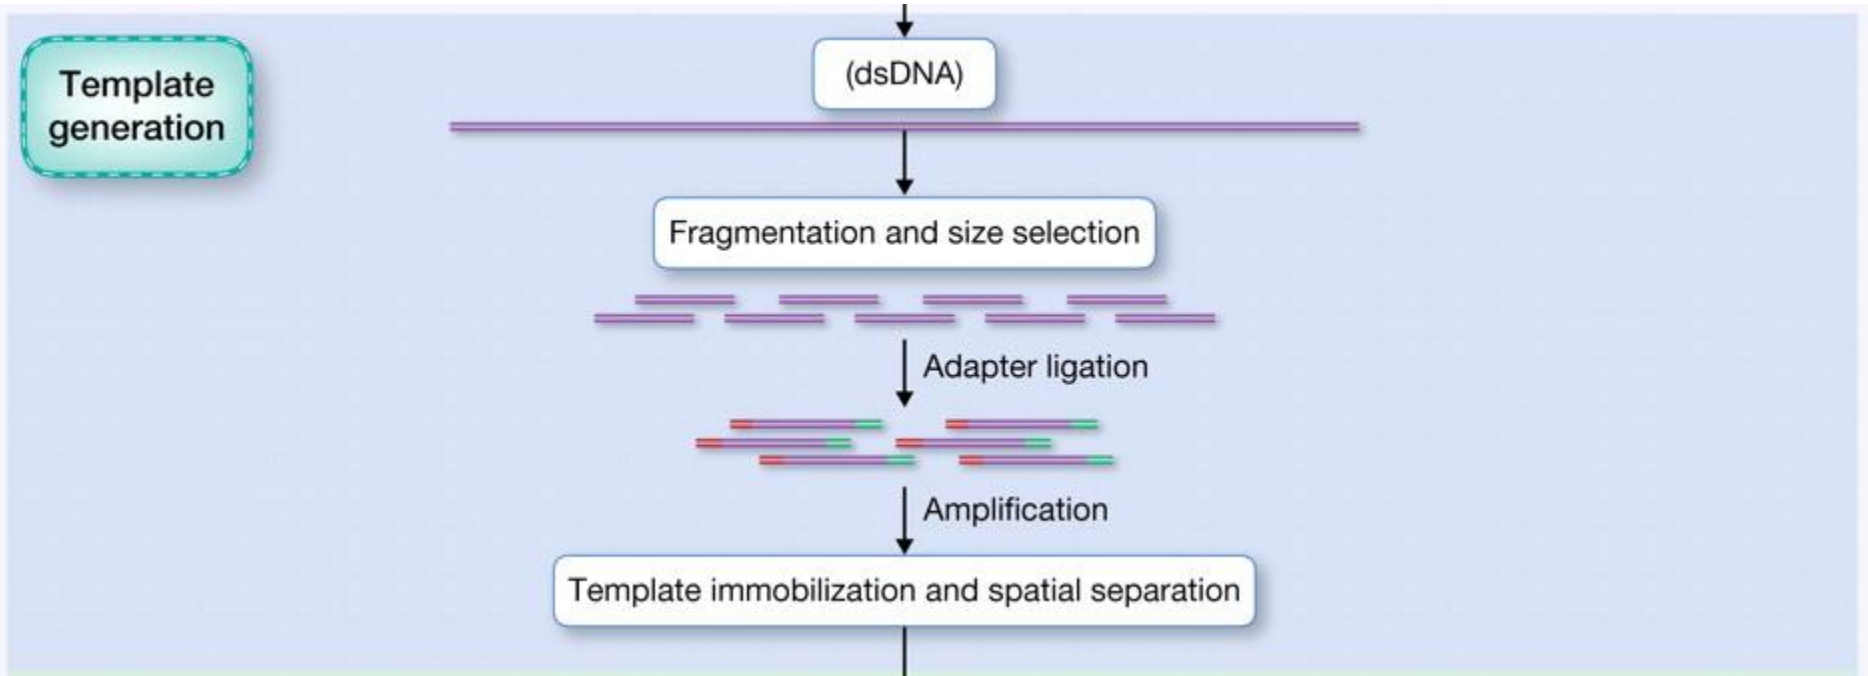 Template
generation
(dsDNA)
Fragmentation and size selection
Adapter ligation
Amplification
Template immobilization and spatial separation